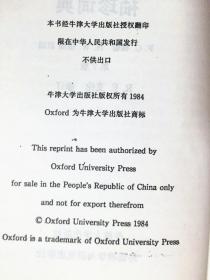 本书经牛津大学出版社授权翻印
限在中华人民共和国发行
不供出口
牛津大学出版社版权所有 1984
Oxford 为牛津大学出版社商标
This reprint has been authorized by
Oxford University Press
for sale in the People's Republic of China only
and not for export therefrom
© Oxford University Press 1984
Oxford is a trademark of Oxford University Press